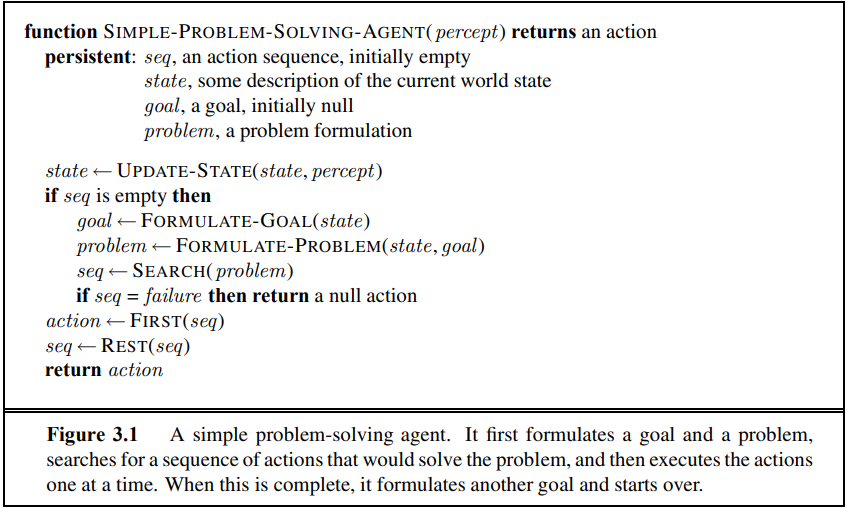 function SIMPLE-PROBLEM-SOLVING-AGENT(percept) returns an action
persistent: seq, an action sequence, initially empty
state, some description of the current world state
goal, a goal, initially null
problem, a problem formulation
state ← UPDATE-STATE(state, percept)
if seq is empty then
goal ← FORMULATE-GOAL(state)
problem ← FORMULATE-PROBLEM(state, goal)
seq ← SEARCH(problem)
if seq = failure then return a null action
action ← FIRST(seq)
seq ← REST(seq)
return action
Figure 3.1 A simple problem-solving agent. It first formulates a goal and a problem,
searches for a sequence of actions that would solve the problem, and then executes the actions
one at a time. When this is complete, it formulates another goal and starts over.